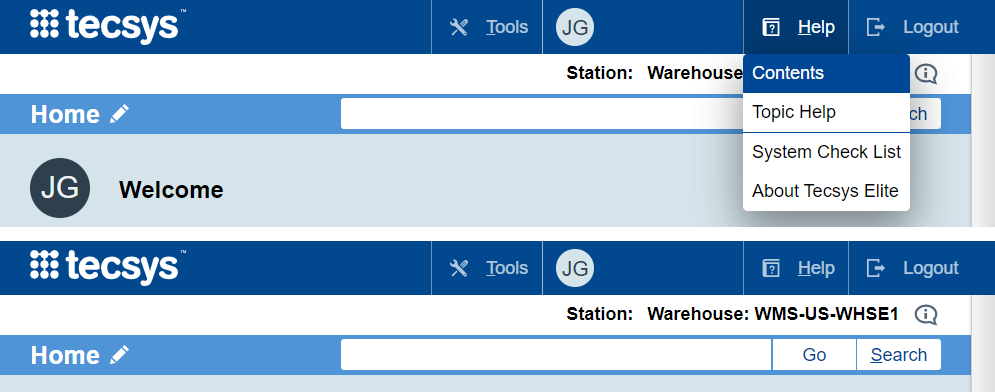 tecsys™ Tools JG Help Logout
Station: Warehouse
Contents
Home ch
Topic Help
System Check List
JG Welcome
About Tecsys Elite
tecsys™ Tools JG Help Logout
Station: Warehouse: WMS-US-WHSE1
Home Go Search